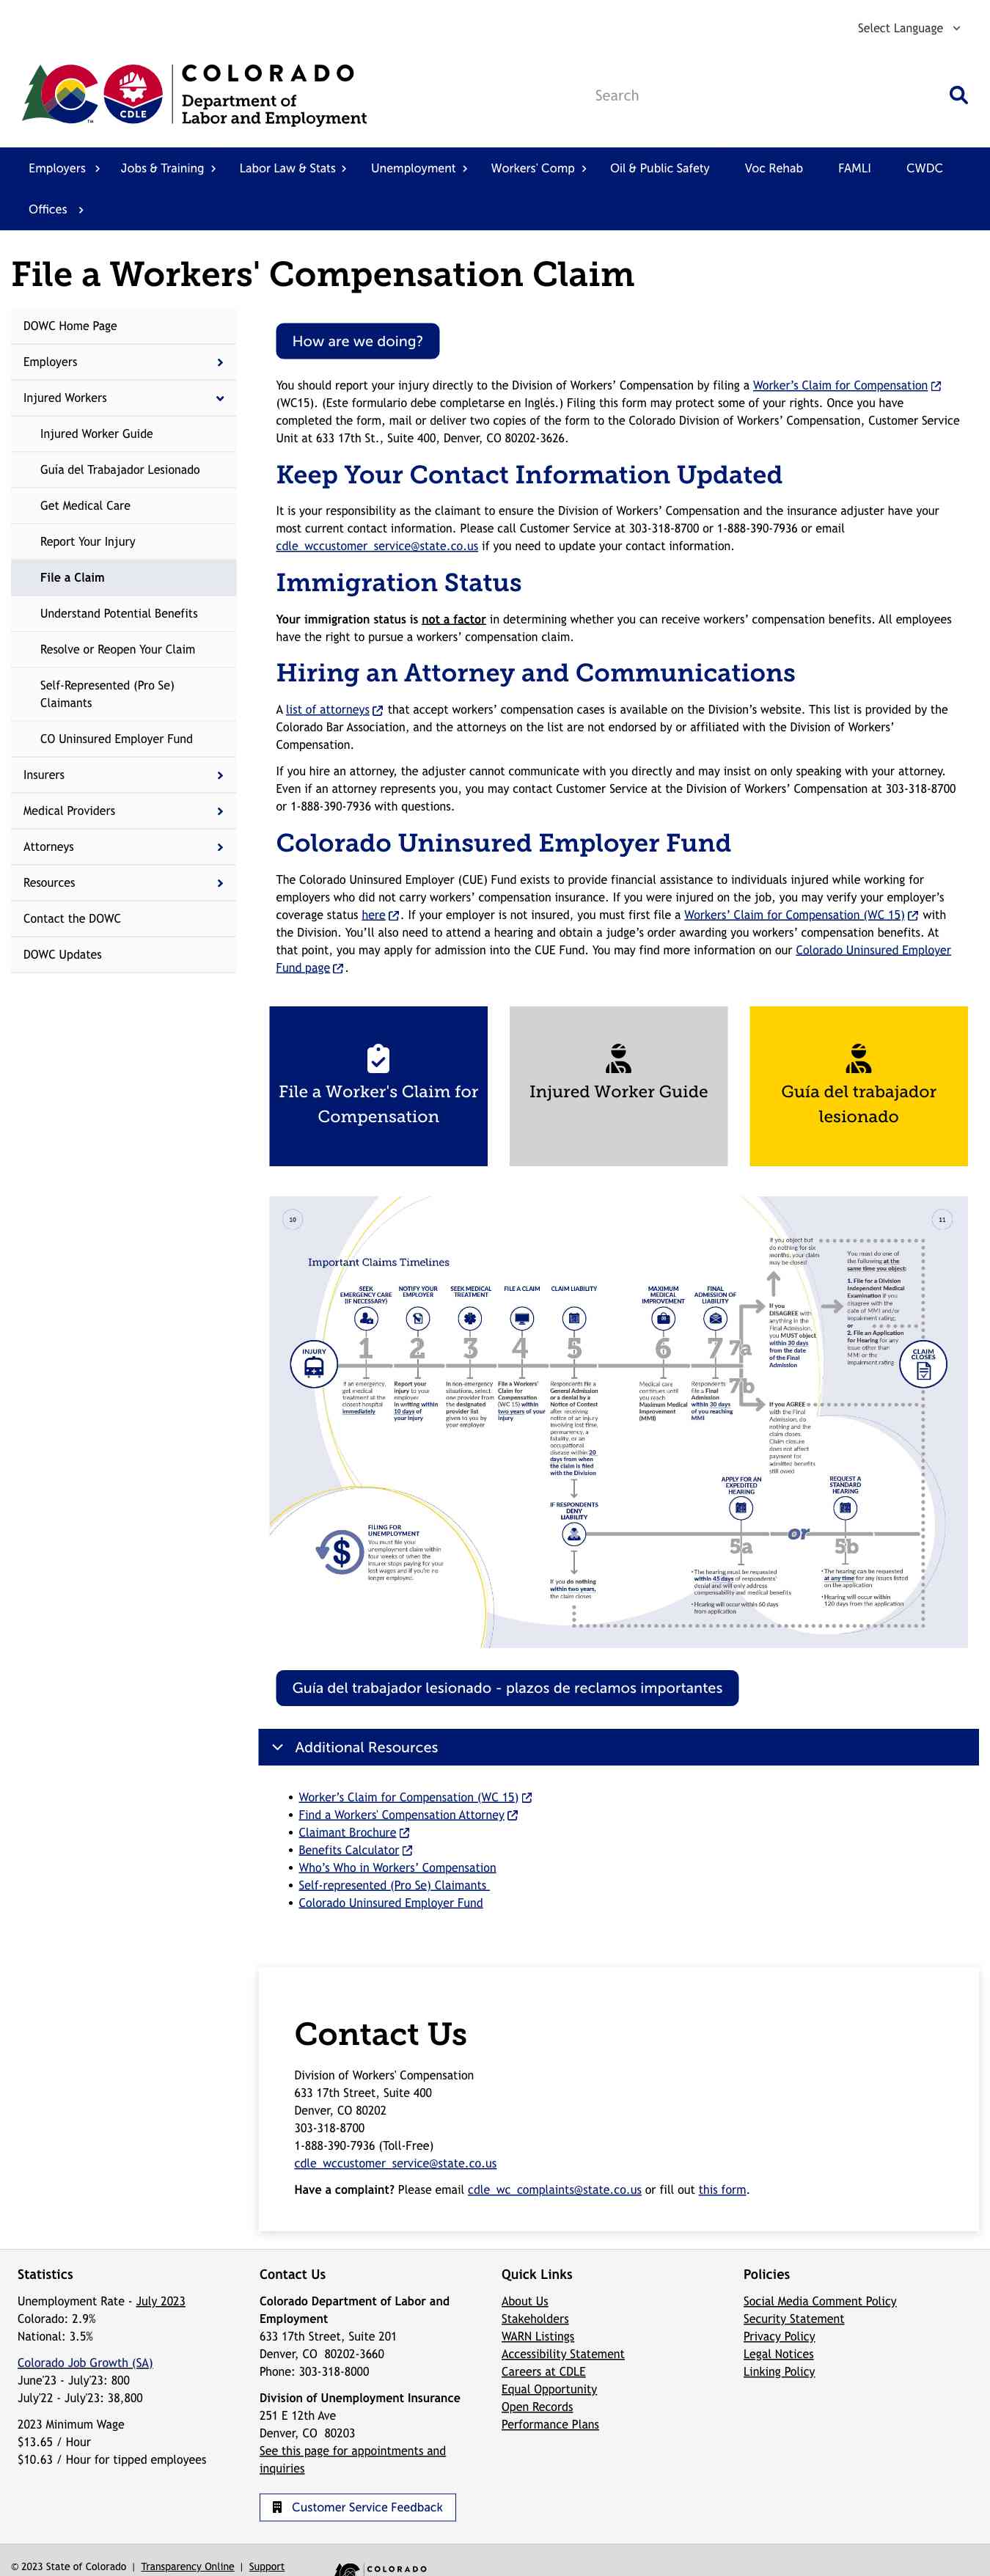 Select Language
COLORADO
Department of
Labor and Employment
CDLE
TM
Search
Employers
Jobs & Training
Labor Law & Stats
Unemployment
Workers' Comp
Oil & Public Safety
Voc Rehab
FAMLI
CWDC
Offices
File a Workers' Compensation Claim
DOWC Home Page
Employers
Injured Workers
Injured Worker Guide
Guía del Trabajador Lesionado
Get Medical Care
Report Your Injury
File a Claim
Understand Potential Benefits
Resolve or Reopen Your Claim
Self-Represented (Pro Se)
Claimants
CO Uninsured Employer Fund
Insurers
Medical Providers
Attorneys
Resources
Contact the DOWC
DOWC Updates
How are we doing?
You should report your injury directly to the Division of Workers’ Compensation by filing a Worker’s Claim for Compensation
(WC15). (Este formulario debe completarse en Inglés.) Filing this form may protect some of your rights. Once you have
completed the form, mail or deliver two copies of the form to the Colorado Division of Workers’ Compensation, Customer Service
Unit at 633 17th St., Suite 400, Denver, CO 80202-3626.
Keep Your Contact Information Updated
It is your responsibility as the claimant to ensure the Division of Workers’ Compensation and the insurance adjuster have your
most current contact information. Please call Customer Service at 303-318-8700 or 1-888-390-7936 or email
cdle_wccustomer_service@state.co.us if you need to update your contact information.
Immigration Status
Your immigration status is not a factor in determining whether you can receive workers’ compensation benefits. All employees
have the right to pursue a workers’ compensation claim.
Hiring an Attorney and Communications
A list of attorneys that accept workers’ compensation cases is available on the Division’s website. This list is provided by the
Colorado Bar Association, and the attorneys on the list are not endorsed by or affiliated with the Division of Workers’
Compensation.
If you hire an attorney, the adjuster cannot communicate with you directly and may insist on only speaking with your attorney.
Even if an attorney represents you, you may contact Customer Service at the Division of Workers’ Compensation at 303-318-8700
or 1-888-390-7936 with questions.
Colorado Uninsured Employer Fund
The Colorado Uninsured Employer (CUE) Fund exists to provide financial assistance to individuals injured while working for
employers who did not carry workers’ compensation insurance. If you were injured on the job, you may verify your employer’s
coverage status here. If your employer is not insured, you must first file a Workers’ Claim for Compensation (WC 15) with
the Division. You’ll also need to attend a hearing and obtain a judge’s order awarding you workers’ compensation benefits. At
that point, you may apply for admission into the CUE Fund. You may find more information on our Colorado Uninsured Employer
Fund page.
File a Worker's Claim for
Compensation
Injured Worker Guide
Guía del trabajador
lesionado
10
11
Important Claims Timelines
INJURY
SEEK
EMERGENCY CARE
(IF NECESSARY)
1
If an emergency,
get medical
treatment at the
closest hospital
immediately
NOTIFY YOUR
EMPLOYER
2
Report your
injury to your
employer
in writing within
10 days of
your injury
SEEK MEDICAL
TREATMENT
3
In non-emergency
situations, select
one provider from
the designated
provider list
given to you by
your employer
FILE A CLAIM
4
File a Workers'
Claim for
Compensation
(WC 15) within
two years of your
injury
CLAIM LIABILITY
5
Respondents file a
General Admission
or a denial by a
Notice of Contest
after receiving
notice of an injury
involving lost time,
permanency, a
fatality, or an
occupational
disease within 20
days from when
the claim is filed
with the Division
MAXIMUM
MEDICAL
IMPROVEMENT
6
Medical care
continues until
you reach
Maximum Medical
Improvement
(MMI)
FINAL
ADMISSION OF
LIABILITY
7
Respondents
file a Final
Admission
within 30 days
of you reaching
MMI
7a
If you
DISAGREE with
anything in the
Final Admission,
you MUST object
within 30 days
from the date
of the Final
Admission
If you object but
do nothing for six
months, your claim
may be closed
You must do one of
the following at the
same time you object:
1. File for a Division
Independent Medical
Examination if you
disagree with the
date of MMI and/or
impairment rating;
or
2. File an Application
for Hearing for any
issue other than
MMI or the
impairment rating
CLAIM
CLOSES
7b
If you AGREE
with the Final
Admission, do
nothing and the
claim closes.
Claim closure
does not affect
payment for
admitted benefits
still owed
IF RESPONDENTS
DENY
LIABILITY
If you do nothing
within two years,
the claim closes
APPLY FOR AN
EXPEDITED
HEARING
5a
• The hearing must be requested
within 45 days of respondents'
denial and will only address
compensability and medical benefits
• Hearing will occur within 60 days
from application
or
REQUEST A
STANDARD
HEARING
5b
• The hearing can be requested
at any time for any issues listed
on the application
• Hearing will occur within
120 days from the application
$
FILING FOR
UNEMPLOYMENT
You must file your
unemployment claim within
four weeks of when the
insurer stops paying for your
lost wages and if you're no
longer employed.
Guía del trabajador lesionado - plazos de reclamos importantes
Additional Resources
• Worker’s Claim for Compensation (WC 15)
• Find a Workers' Compensation Attorney
• Claimant Brochure
• Benefits Calculator
• Who’s Who in Workers’ Compensation
• Self-represented (Pro Se) Claimants
• Colorado Uninsured Employer Fund
Contact Us
Division of Workers' Compensation
633 17th Street, Suite 400
Denver, CO 80202
303-318-8700
1-888-390-7936 (Toll-Free)
cdle_wccustomer_service@state.co.us
Have a complaint? Please email cdle_wc_complaints@state.co.us or fill out this form.
Statistics
Unemployment Rate - July 2023
Colorado: 2.9%
National: 3.5%
Colorado Job Growth (SA)
June'23 - July'23: 800
July'22 - July'23: 38,800
2023 Minimum Wage
$13.65 / Hour
$10.63 / Hour for tipped employees
Contact Us
Colorado Department of Labor and
Employment
633 17th Street, Suite 201
Denver, CO 80202-3660
Phone: 303-318-8000
Division of Unemployment Insurance
251 E 12th Ave
Denver, CO 80203
See this page for appointments and
inquiries
Customer Service Feedback
Quick Links
About Us
Stakeholders
WARN Listings
Accessibility Statement
Careers at CDLE
Equal Opportunity
Open Records
Performance Plans
Policies
Social Media Comment Policy
Security Statement
Privacy Policy
Legal Notices
Linking Policy
© 2023 State of Colorado | Transparency Online | Support
COLORADO